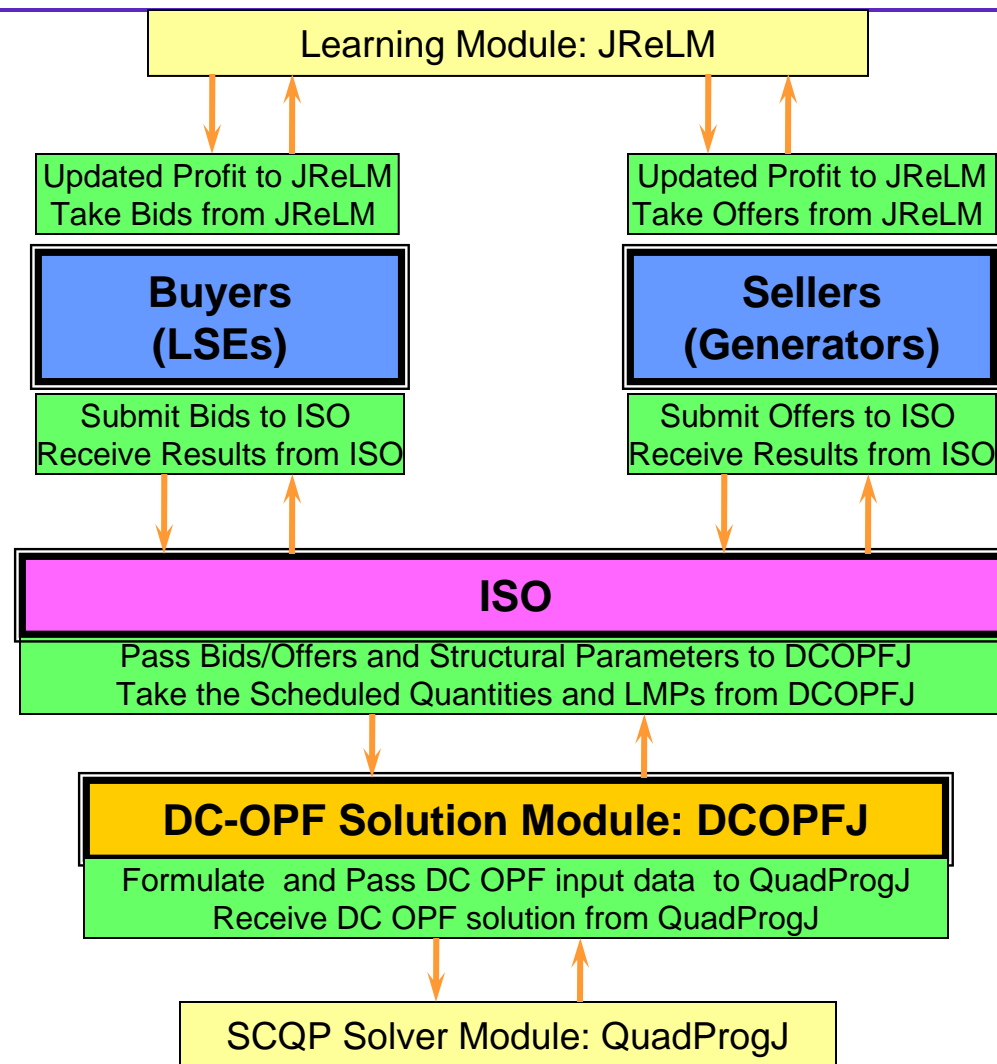 Learning Module: JReLM
Updated Profit to JReLM
Take Bids from JReLM
Updated Profit to JReLM
Take Offers from JReLM
Buyers
(LSEs)
Sellers
(Generators)
Submit Bids to ISO
Receive Results from ISO
Submit Offers to ISO
Receive Results from ISO
ISO
Pass Bids/Offers and Structural Parameters to DCOPFJ
Take the Scheduled Quantities and LMPs from DCOPFJ
DC-OPF Solution Module: DCOPFJ
Formulate and Pass DC OPF input data to QuadProgJ
Receive DC OPF solution from QuadProgJ
SCQP Solver Module: QuadProgJ